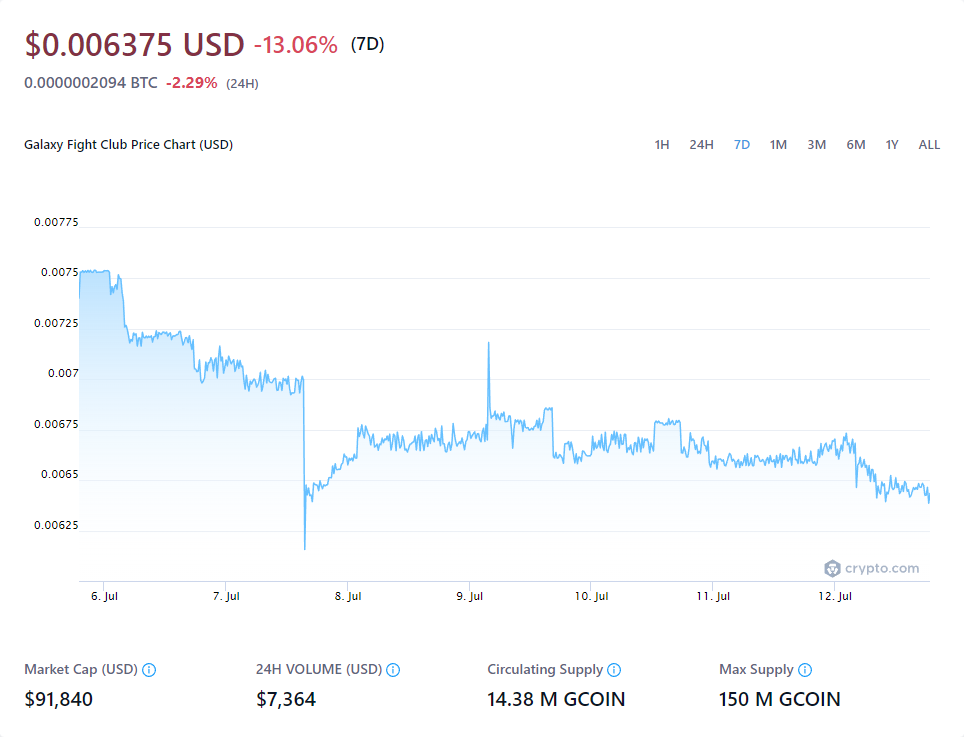 $0.006375 USD -13.06% (7D)
0.0000002094 BTC -2.29% (24H)
Galaxy Fight Club Price Chart (USD) 1H 24H 7D 1M 3M 6M 1Y ALL
0.00775
0.0075
0.00725
0.007
0.00675
0.0065
0.00625
crypto.com
6. Jul 7. Jul 8. Jul 9. Jul 10. Jul 11. Jul 12. Jul
Market Cap (USD) 24H VOLUME (USD) Circulating Supply Max Supply
$91,840 $7,364 14.38 M GCOIN 150 M GCOIN